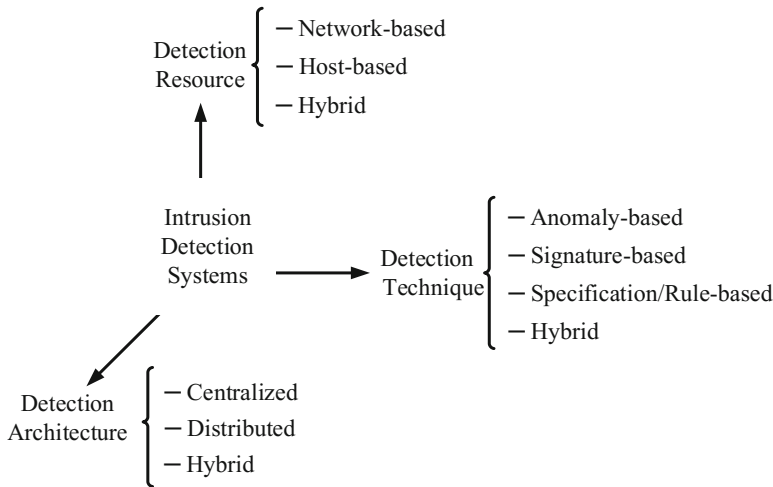 Detection
Resource
– Network-based
– Host-based
– Hybrid
Intrusion
Detection
Systems
Detection
Technique
– Anomaly-based
– Signature-based
– Specification/Rule-based
– Hybrid
Detection
Architecture
– Centralized
– Distributed
– Hybrid